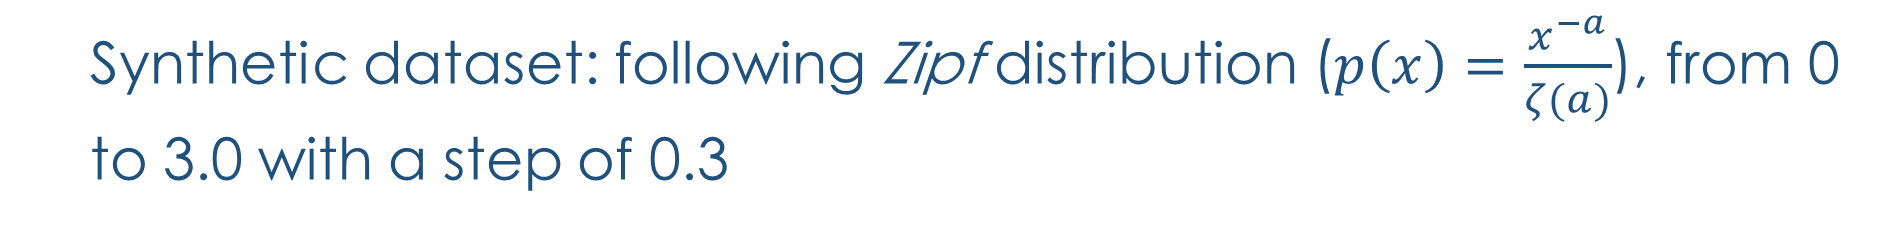 Synthetic dataset: following Zipf distribution (p(x) = x^{-a}/ζ(a)), from 0
to 3.0 with a step of 0.3